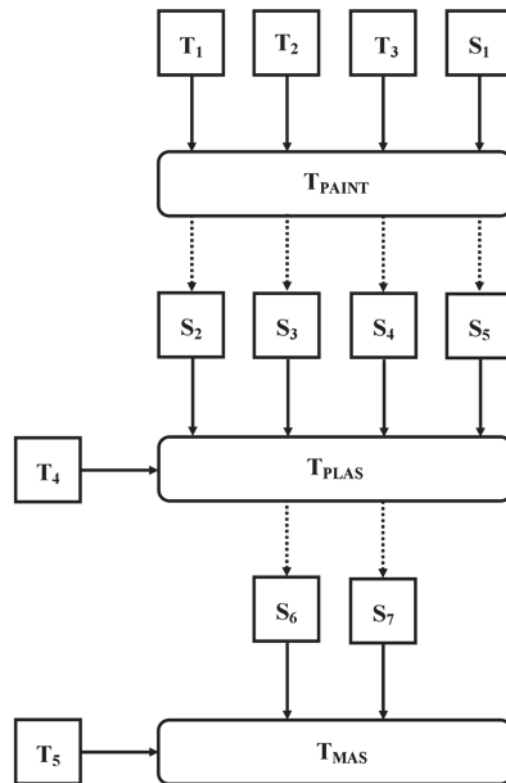 T₁ T₂ T₃ S₁
T_PAINT
S₂ S₃ S₄ S₅
T₄ T_PLAS
S₆ S₇
T₅ T_MAS